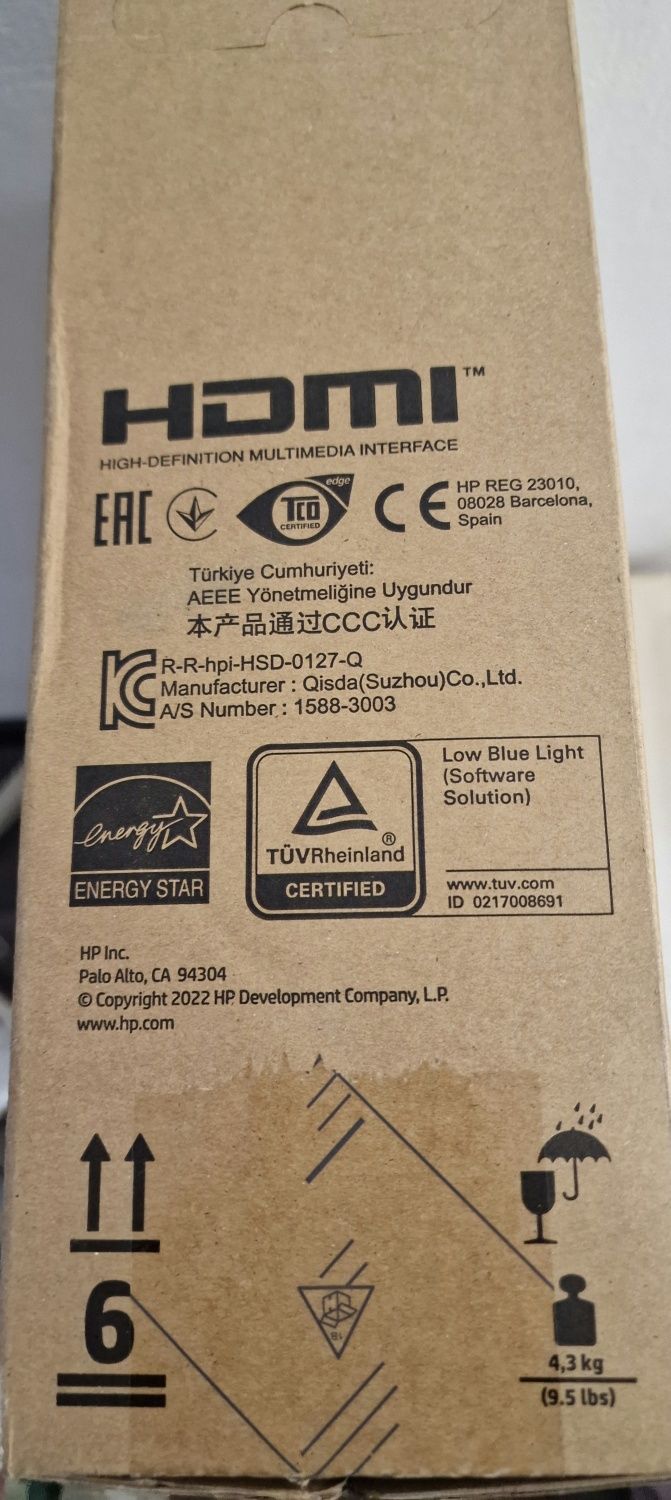 HDMI™
HIGH-DEFINITION MULTIMEDIA INTERFACE
EAC
TCO
CERTIFIED
edge
CE
HP REG 23010,
08028 Barcelona,
Spain
Türkiye Cumhuriyeti:
AEEE Yönetmeliğine Uygundur
本产品通过CCC认证
R-R-hpi-HSD-0127-Q
Manufacturer : Qisda(Suzhou)Co.,Ltd.
A/S Number : 1588-3003
energy
ENERGY STAR
TÜVRheinland®
CERTIFIED
Low Blue Light
(Software
Solution)
www.tuv.com
ID 0217008691
HP Inc.
Palo Alto, CA 94304
© Copyright 2022 HP Development Company, L.P.
www.hp.com
6
4,3 kg
(9.5 lbs)